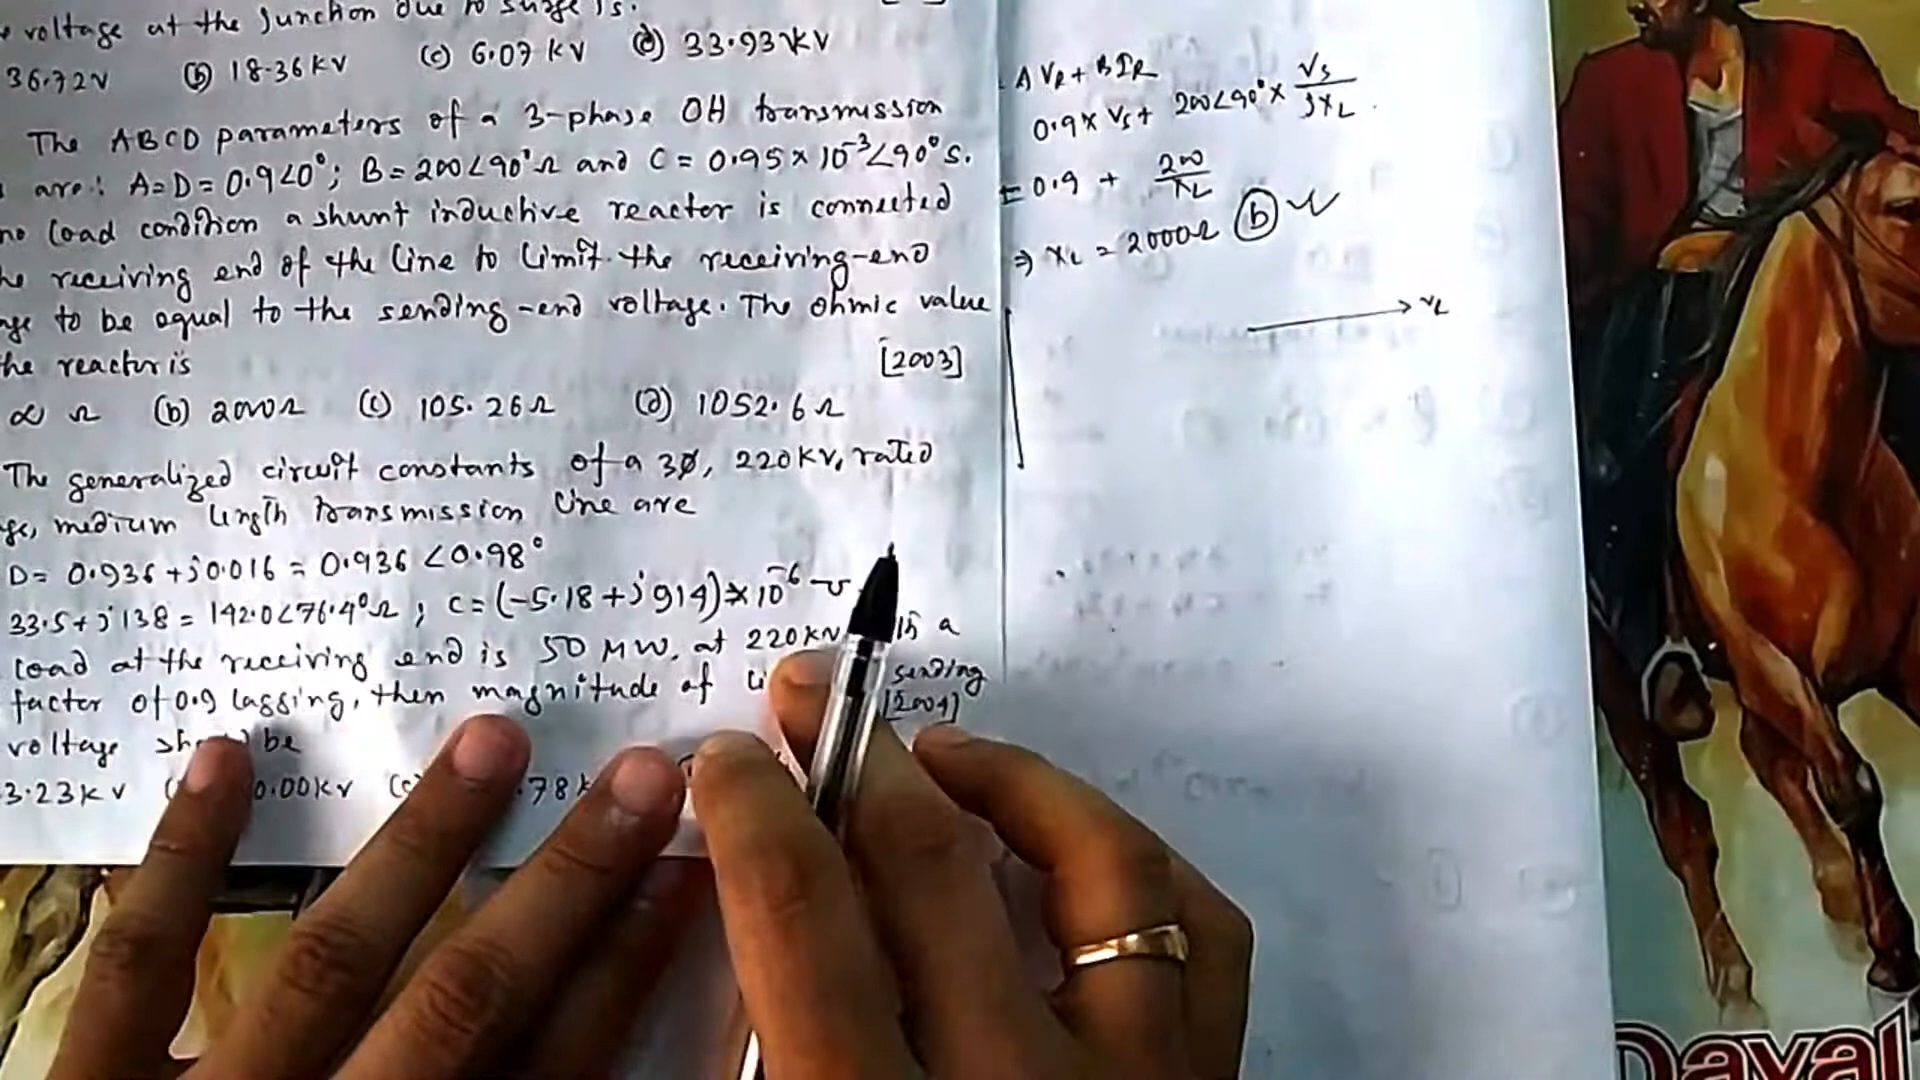 voltage at the Junction due to surge is.
36.72V (b) 18.36 KV (c) 6.07 KV (d) 33.93 KV
The ABCD parameters of a 3-phase OH transmission
are: A=D=0.9∠0°; B=200∠90°Ω and C=0.95×10⁻³∠90°S.
no load condition a shunt inductive reactor is connected
receiving end of the line to limit the receiving-end
to be equal to the sending-end voltage. The ohmic value
the reactor is [2003]
∝ Ω (b) 2000Ω (c) 105.26Ω (d) 1052.6Ω
The generalized circuit constants of a 3Ø, 220KV, rated
medium length transmission line are
D= 0.936+j0.016 = 0.936∠0.98°
33.5+j138 = 142.0∠76.4°Ω; C=(-5.18+j914)×10⁻⁶ ℧
load at the receiving end is 50 MW, at 220KV a
factor of 0.9 lagging, then magnitude of sending
[2004]
voltage be
3.23KV 0.00KV .78
AVR+BIR
0.9×Vs+ 200∠90°× Vs/jXL
= 0.9 + 200/XL
⇒ XL = 2000Ω (b)
VL
Dayal